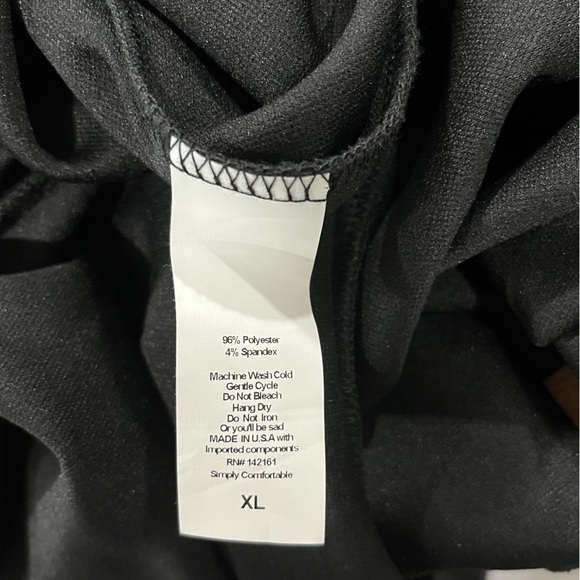 96% Polyester
4% Spandex
Machine Wash Cold
Gentle Cycle
Do Not Bleach
Hang Dry
Do Not Iron
Or you'll be sad
MADE IN U.S.A with
Imported components
RN# 142161
Simply Comfortable
XL